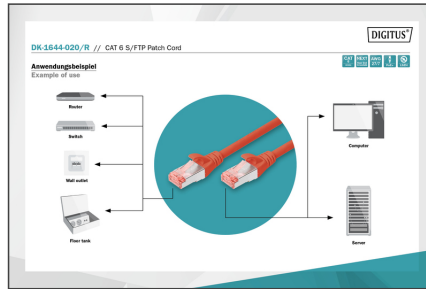 DIGITUS®
DK-1644-020/R // CAT 6 S/FTP Patch Cord
Anwendungsbeispiel
Example of use
Router
Switch
Wall outlet
Floor tank
Computer
Server